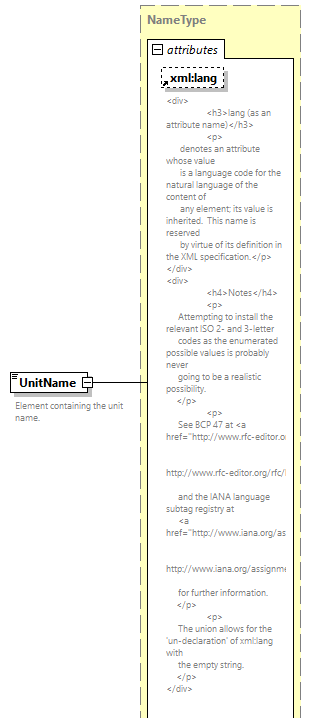 NameType
attributes
xml:lang
<div>
<h3>lang (as an
attribute name)</h3>
<p>
denotes an attribute
whose value
is a language code for the
natural language of the
content of
any element; its value is
inherited.  This name is
reserved
by virtue of its definition in
the XML specification.</p>
</div>
<div>
<h4>Notes</h4>
<p>
Attempting to install the
relevant ISO 2- and 3-letter
codes as the enumerated
possible values is probably
never
going to be a realistic
possibility.
</p>
<p>
See BCP 47 at <a
href="http://www.rfc-editor.o
http://www.rfc-editor.org/rfc/
and the IANA language
subtag registry at
<a
href="http://www.iana.org/as
http://www.iana.org/assignme
for further information.
</p>
<p>
The union allows for the
'un-declaration' of xml:lang
with
the empty string.
</p>
</div>
UnitName
Element containing the unit
name.